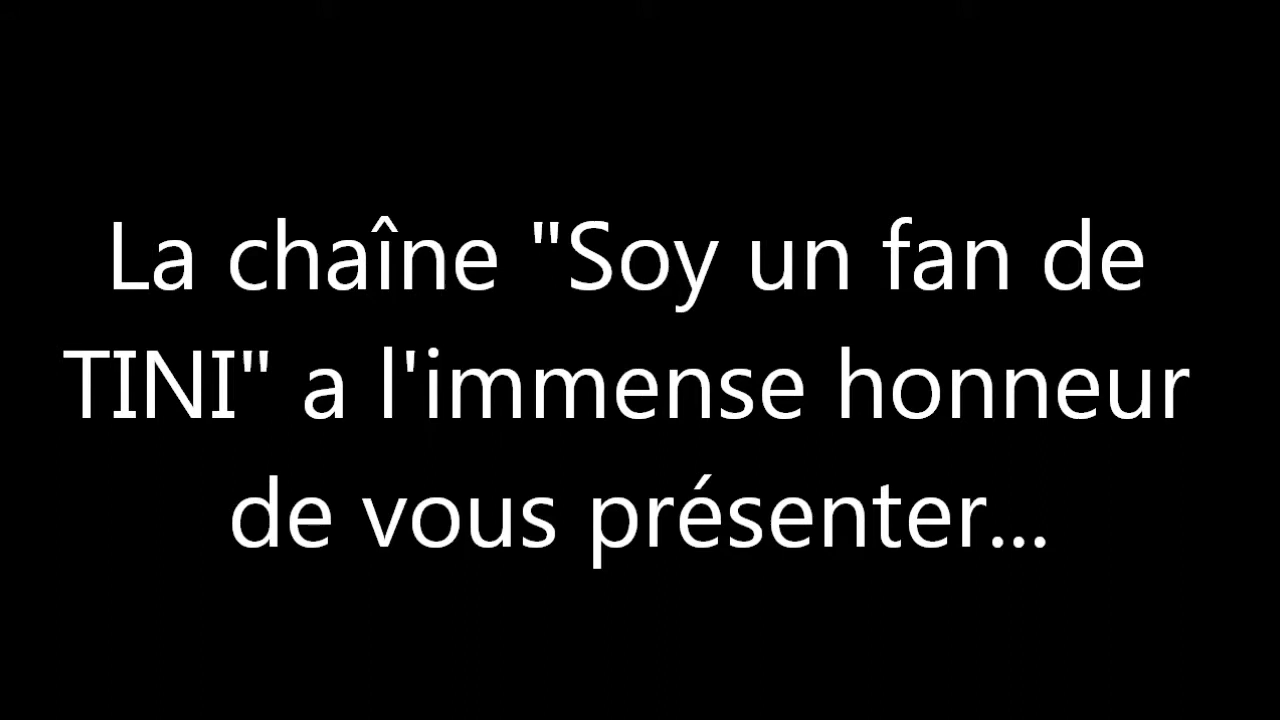 La chaîne "Soy un fan de
TINI" a l'immense honneur
de vous présenter...